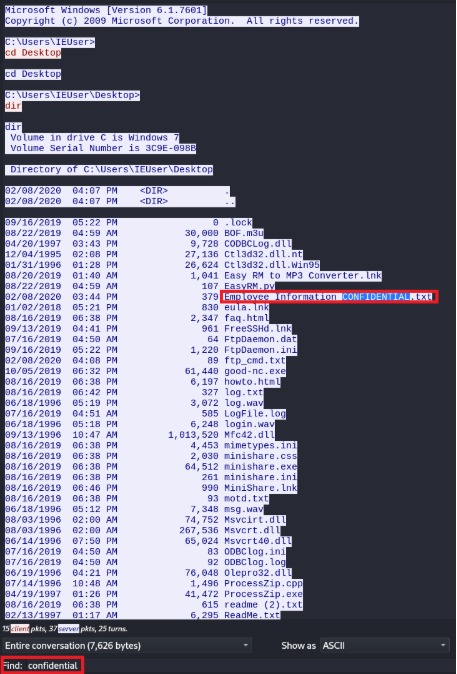 Microsoft Windows [Version 6.1.7601]
Copyright (c) 2009 Microsoft Corporation.  All rights reserved.
C:\Users\IEUser>
cd Desktop
cd Desktop
C:\Users\IEUser\Desktop>
dir
dir
 Volume in drive C is Windows 7
 Volume Serial Number is 3C9E-098B
 Directory of C:\Users\IEUser\Desktop
02/08/2020  04:07 PM    <DIR>          .
02/08/2020  04:07 PM    <DIR>          ..
09/16/2019  05:22 PM                 0 .lock
08/22/2019  04:59 AM            30,000 BOF.m3u
04/20/1997  03:43 PM             9,728 CODBCLog.dll
12/04/1995  02:08 PM            27,136 Ctl3d32.dll.nt
01/31/1996  01:28 PM            26,624 Ctl3d32.dll.Win95
08/20/2019  01:40 AM             1,041 Easy RM to MP3 Converter.lnk
08/22/2019  04:59 AM               107 EasyRM.py
02/08/2020  03:44 PM               379 Employee Information CONFIDENTIAL.txt
01/02/2018  05:21 PM               830 eula.lnk
08/16/2019  06:38 PM             2,347 faq.html
09/13/2019  04:41 PM               961 FreeSSHd.lnk
07/16/2019  04:50 AM                64 FtpDaemon.dat
09/16/2019  05:22 PM             1,220 FtpDaemon.ini
02/08/2020  04:08 PM                89 ftp_cmd.txt
10/05/2019  06:32 PM            61,440 good-nc.exe
08/16/2019  06:38 PM             6,197 howto.html
08/16/2019  06:42 PM               327 log.txt
06/18/1996  05:19 PM             3,072 log.wav
07/16/2019  04:51 AM               585 LogFile.log
06/18/1996  05:18 PM             6,248 login.wav
09/13/1996  10:47 AM         1,013,520 Mfc42.dll
08/16/2019  06:38 PM             4,453 mimetypes.ini
08/16/2019  06:38 PM             2,030 minishare.css
08/16/2019  06:38 PM            64,512 minishare.exe
08/16/2019  06:38 PM               261 minishare.ini
08/16/2019  06:46 PM               990 MiniShare.lnk
08/16/2019  06:38 PM                93 motd.txt
06/18/1996  05:12 PM             7,348 msg.wav
08/03/1996  02:00 AM            74,752 Msvcirt.dll
08/03/1996  02:00 AM           267,536 Msvcrt.dll
06/14/1996  07:50 PM            65,024 Msvcrt40.dll
07/16/2019  04:50 AM                83 ODBClog.ini
07/16/2019  04:50 AM                92 ODBCLog.log
06/19/1996  04:21 PM            76,048 Olepro32.dll
07/14/1996  10:48 AM             1,496 ProcessZip.cpp
04/19/1997  01:26 PM            41,472 ProcessZip.exe
08/16/2019  06:38 PM               615 readme (2).txt
02/13/1997  01:17 AM             6,295 ReadMe.txt
15 client pkts, 37 server pkts, 25 turns.
Entire conversation (7,626 bytes) Show as ASCII
Find: confidential